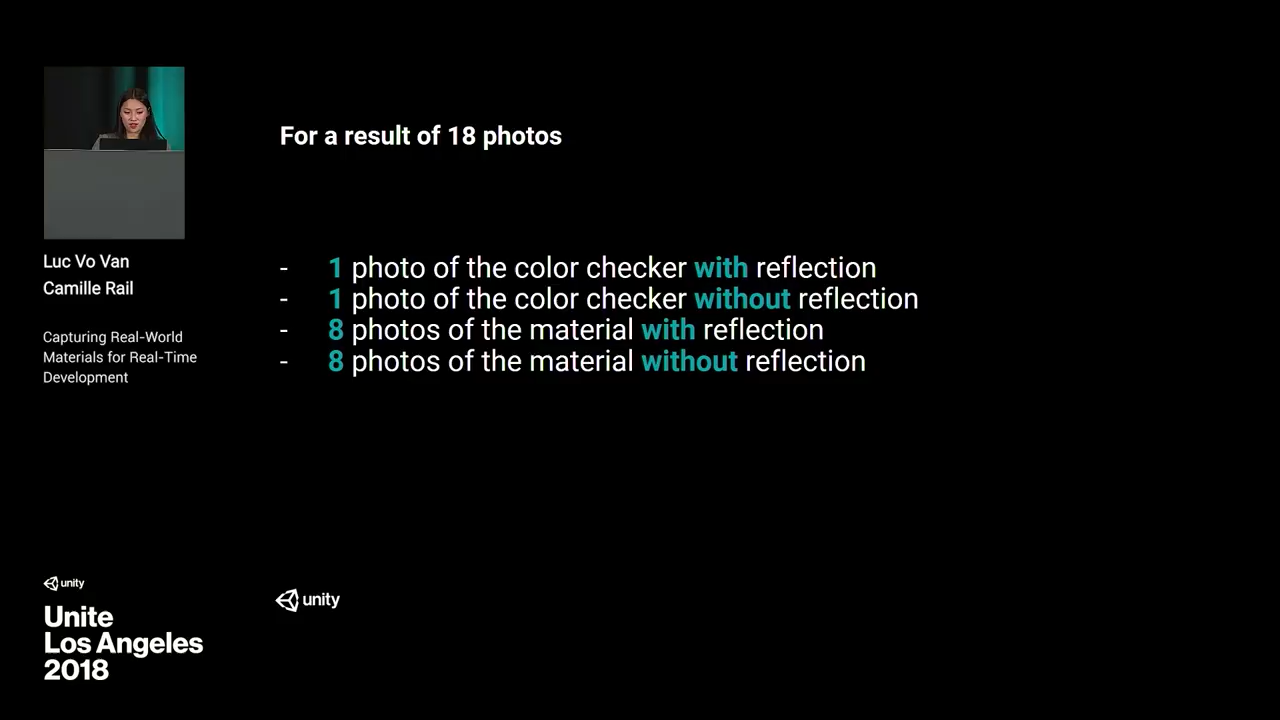 Luc Vo Van
Camille Rail
Capturing Real-World
Materials for Real-Time
Development
unity
Unite
Los Angeles
2018
For a result of 18 photos
- 1 photo of the color checker with reflection
- 1 photo of the color checker without reflection
- 8 photos of the material with reflection
- 8 photos of the material without reflection
unity